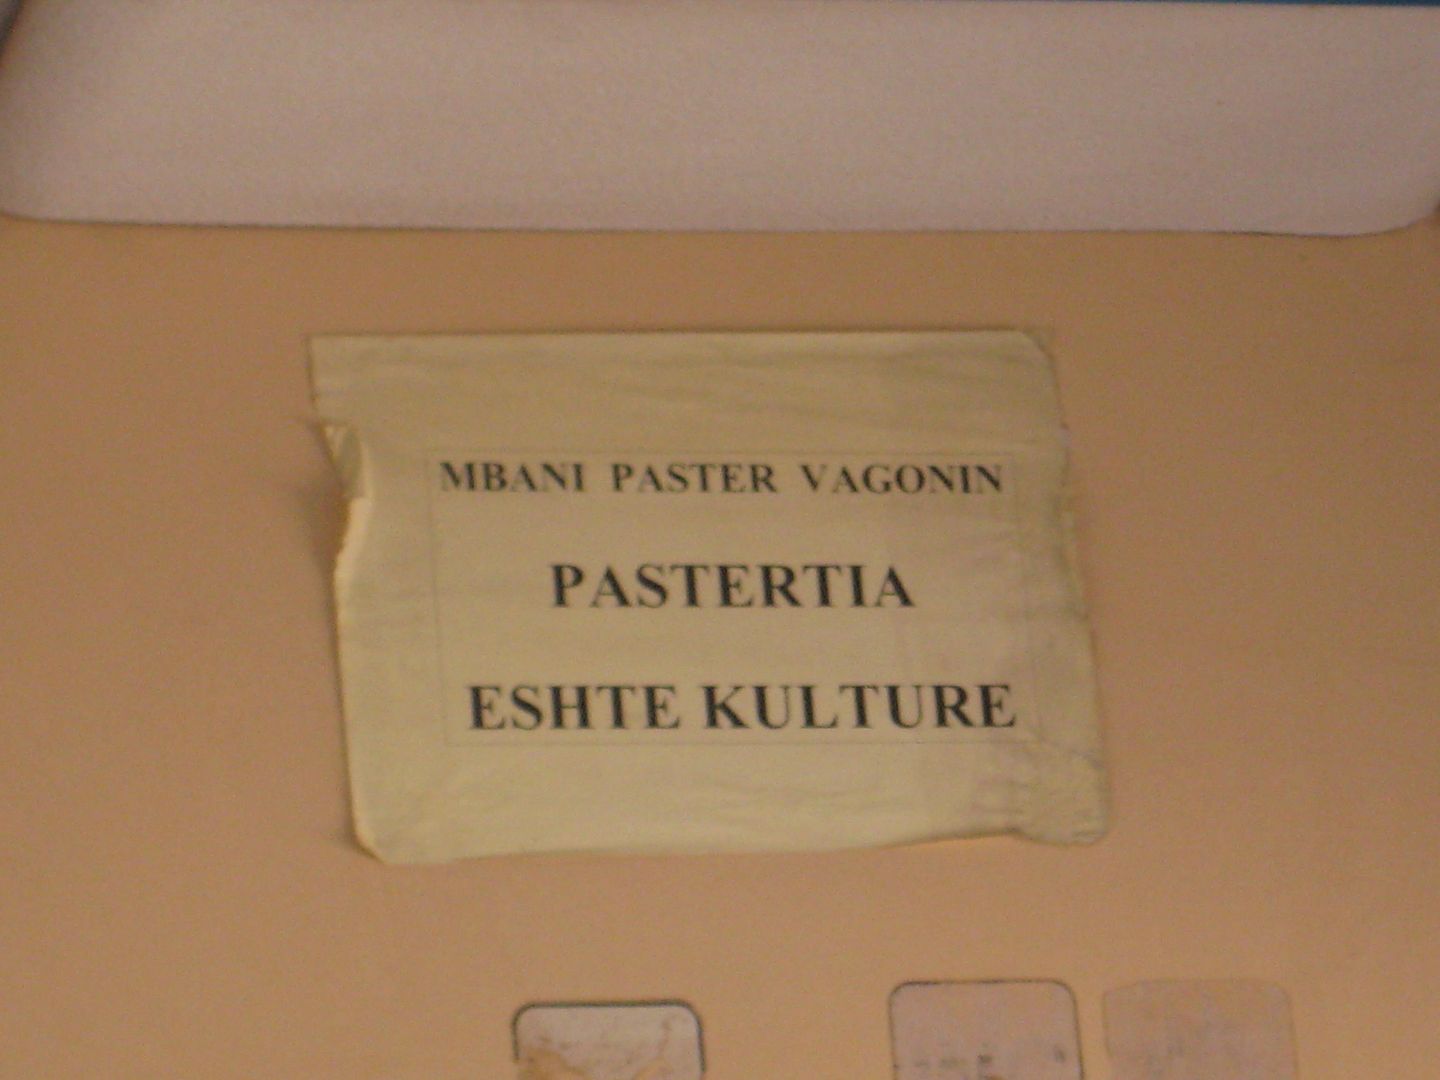 MBANI PASTER VAGONIN
PASTERTIA
ESHTE KULTURE